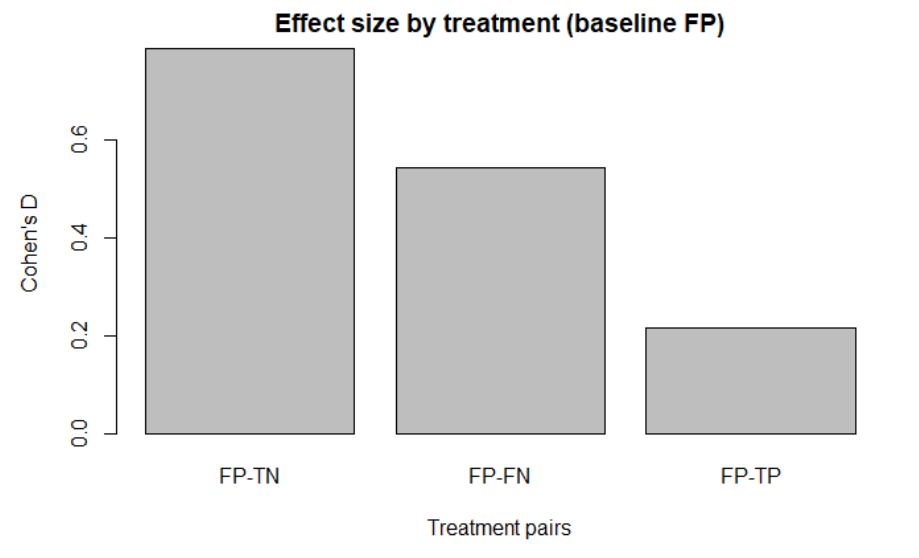 Effect size by treatment (baseline FP)
Cohen's D
0.6
0.4
0.2
0.0
FP-TN FP-FN FP-TP
Treatment pairs